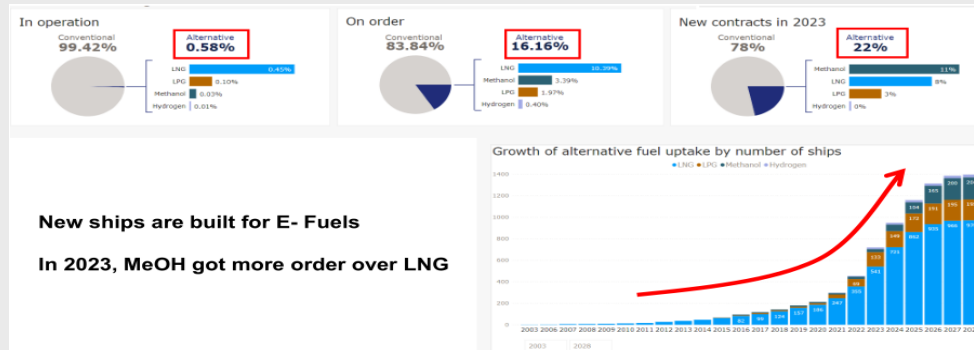 In operation
Conventional
99.42%
Alternative
0.58%
LNG 0.45%
LPG 0.10%
Methanol 0.03%
Hydrogen 0.01%
On order
Conventional
83.84%
Alternative
16.16%
LNG 10.39%
Methanol 3.39%
LPG 1.97%
Hydrogen 0.40%
New contracts in 2023
Conventional
78%
Alternative
22%
Methanol 11%
LNG 8%
LPG 3%
Hydrogen 0%
New ships are built for E- Fuels
In 2023, MeOH got more order over LNG
Growth of alternative fuel uptake by number of ships
LNG LPG Methanol Hydrogen
1400
1200
1000
800
600
400
200
0
2003 2006 2007 2008 2009 2010 2011 2012 2013 2014 2015 2016 2017 2018 2019 2020 2021 2022 2023 2024 2025 2026 2027
2003 2028